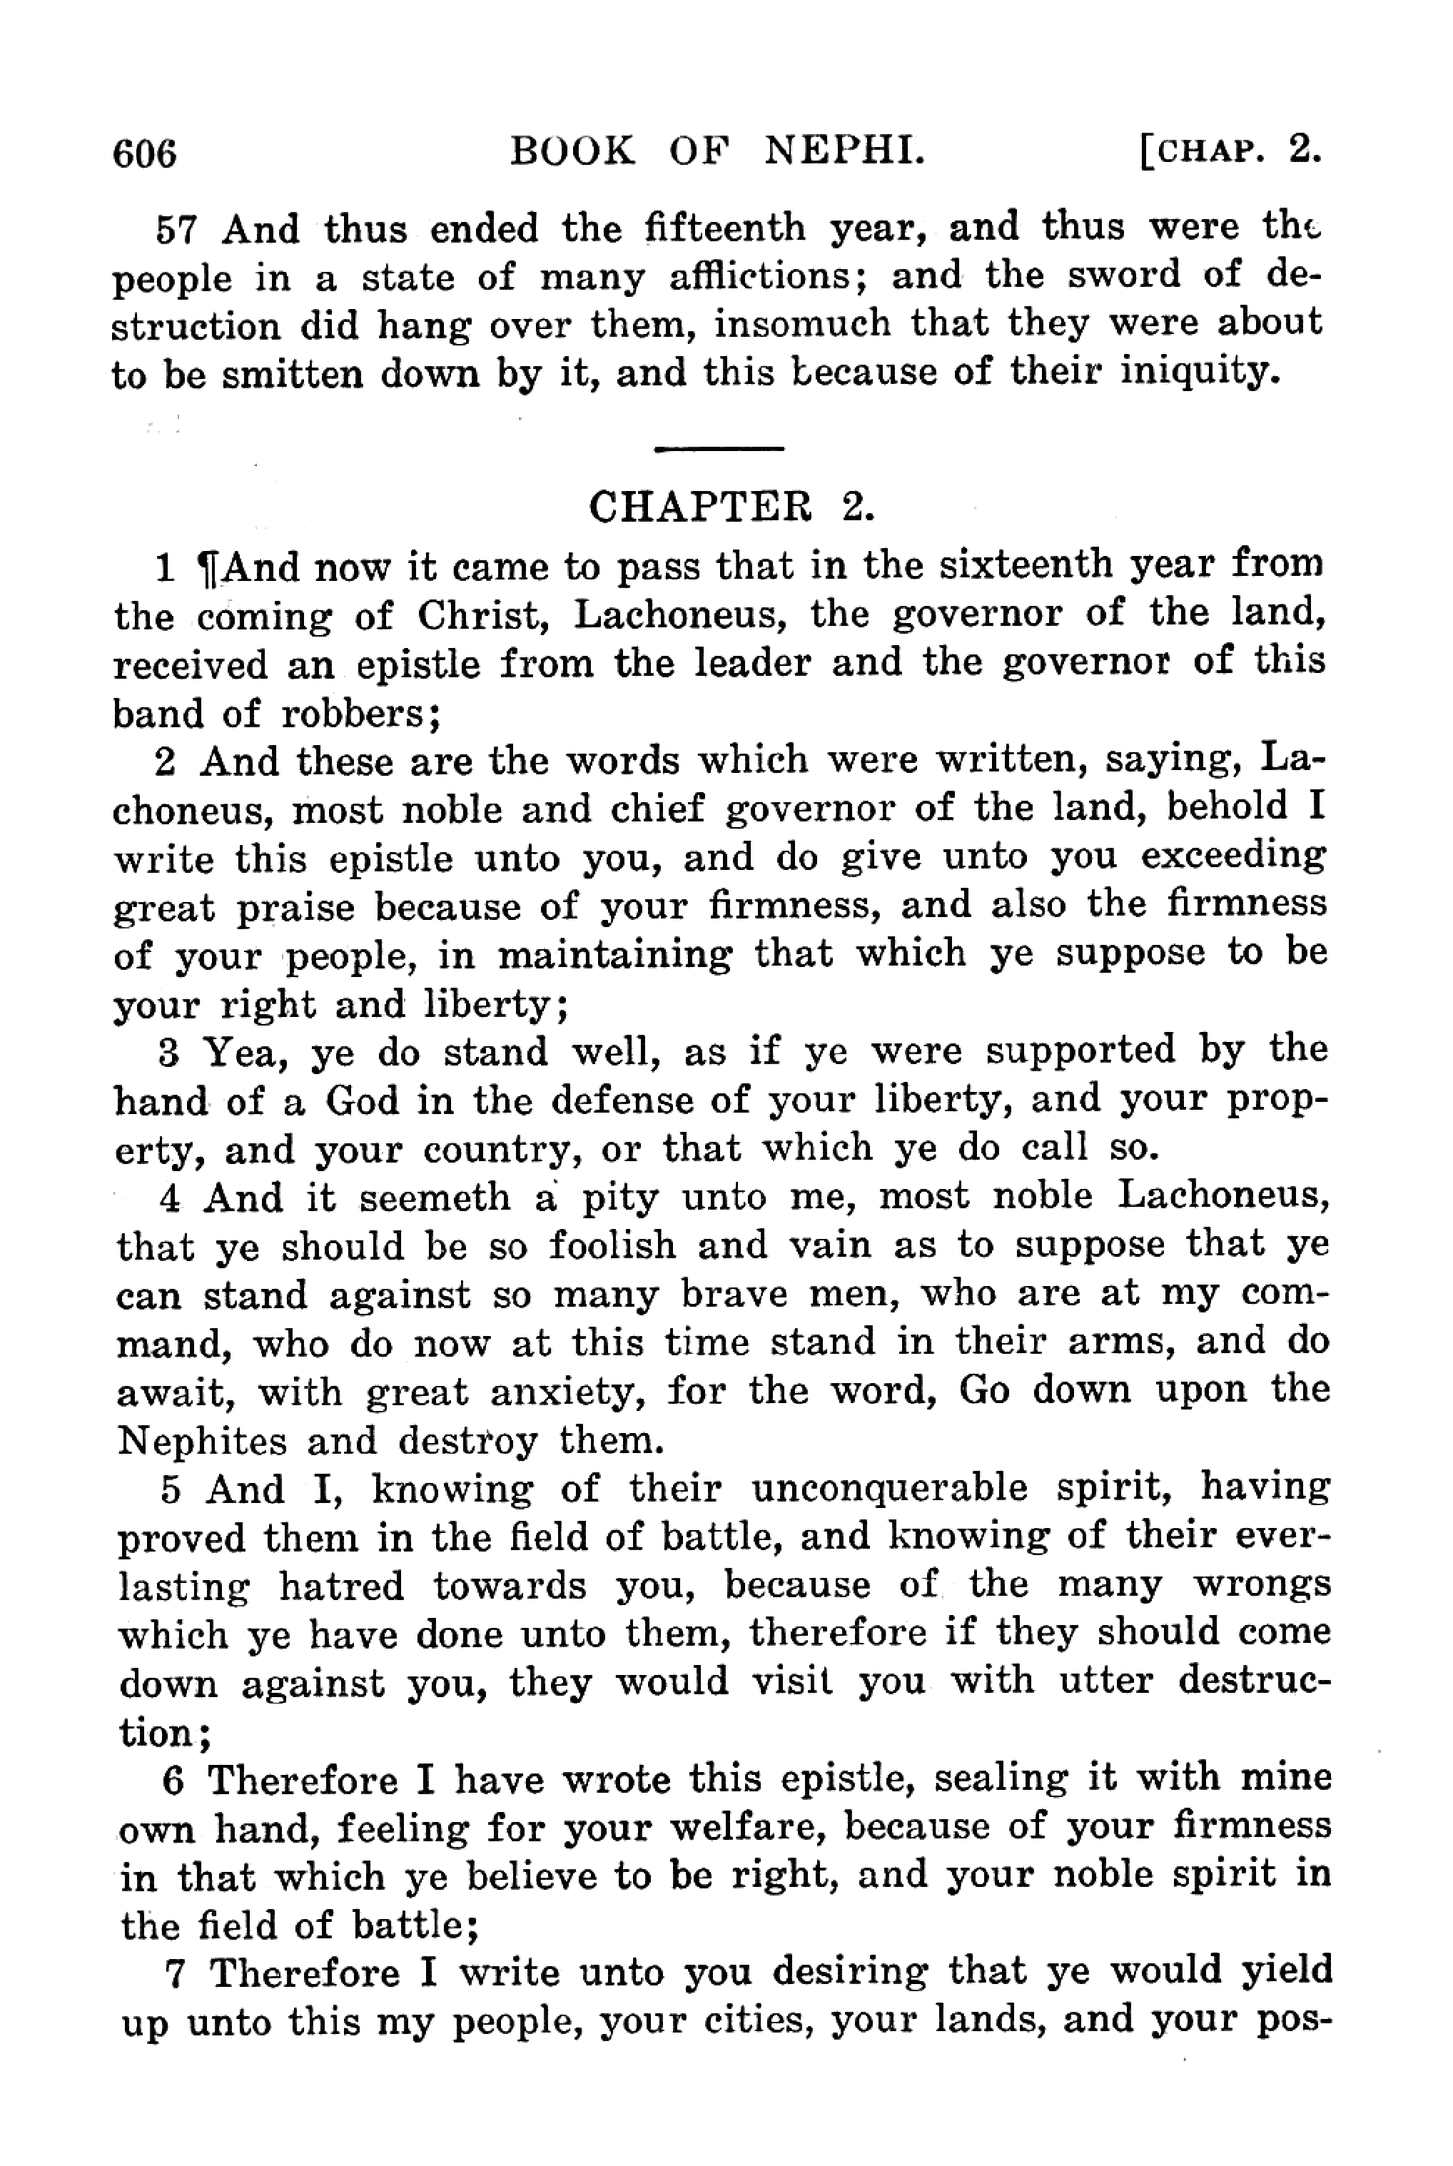 606 BOOK OF NEPHI. [CHAP. 2.
57 And thus ended the fifteenth year, and thus were the
people in a state of many afflictions; and the sword of de-
struction did hang over them, insomuch that they were about
to be smitten down by it, and this because of their iniquity.
CHAPTER 2.
1 ¶And now it came to pass that in the sixteenth year from
the coming of Christ, Lachoneus, the governor of the land,
received an epistle from the leader and the governor of this
band of robbers;
2 And these are the words which were written, saying, La-
choneus, most noble and chief governor of the land, behold I
write this epistle unto you, and do give unto you exceeding
great praise because of your firmness, and also the firmness
of your people, in maintaining that which ye suppose to be
your right and liberty;
3 Yea, ye do stand well, as if ye were supported by the
hand of a God in the defense of your liberty, and your prop-
erty, and your country, or that which ye do call so.
4 And it seemeth a pity unto me, most noble Lachoneus,
that ye should be so foolish and vain as to suppose that ye
can stand against so many brave men, who are at my com-
mand, who do now at this time stand in their arms, and do
await, with great anxiety, for the word, Go down upon the
Nephites and destroy them.
5 And I, knowing of their unconquerable spirit, having
proved them in the field of battle, and knowing of their ever-
lasting hatred towards you, because of the many wrongs
which ye have done unto them, therefore if they should come
down against you, they would visit you with utter destruc-
tion;
6 Therefore I have wrote this epistle, sealing it with mine
own hand, feeling for your welfare, because of your firmness
in that which ye believe to be right, and your noble spirit in
the field of battle;
7 Therefore I write unto you desiring that ye would yield
up unto this my people, your cities, your lands, and your pos-